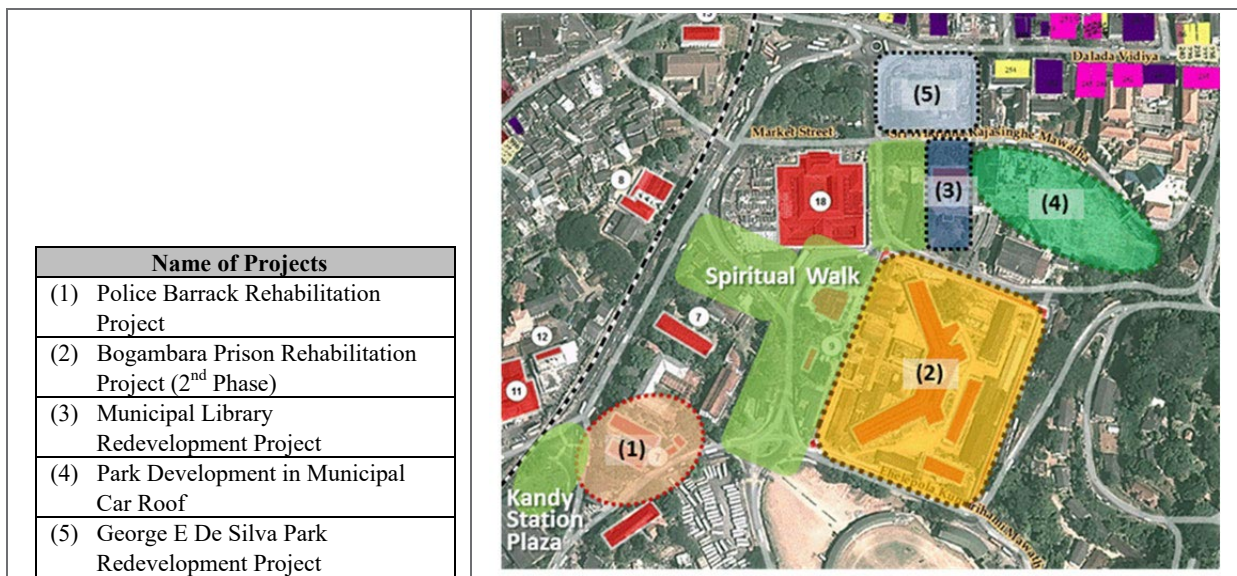 Name of Projects
(1) Police Barrack Rehabilitation
Project
(2) Bogambara Prison Rehabilitation
Project (2nd Phase)
(3) Municipal Library
Redevelopment Project
(4) Park Development in Municipal
Car Roof
(5) George E De Silva Park
Redevelopment Project
Dalada Vidiya
254
(5)
Market Street
Rajasinghe Mawatha
8
18
(3)
(4)
Spiritual Walk
7
12
(2)
11
(1)
7
Kandy
Station
Plaza